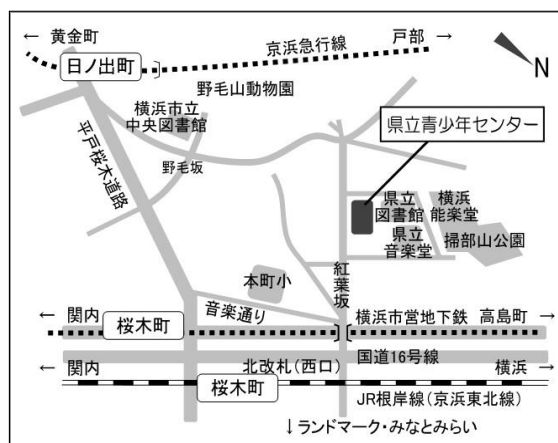 ← 黄金町
戸部 →
京浜急行線
日ノ出町
N
野毛山動物園
県立青少年センター
横浜市立
中央図書館
野毛坂
平戸桜木道路
県立
図書館
横浜
能楽堂
県立
音楽堂
掃部山公園
紅葉坂
本町小
音楽通り
← 関内
桜木町
横浜市営地下鉄
高島町 →
国道16号線
← 関内
北改札(西口)
横浜 →
桜木町
JR根岸線(京浜東北線)
↓ランドマーク・みなとみらい